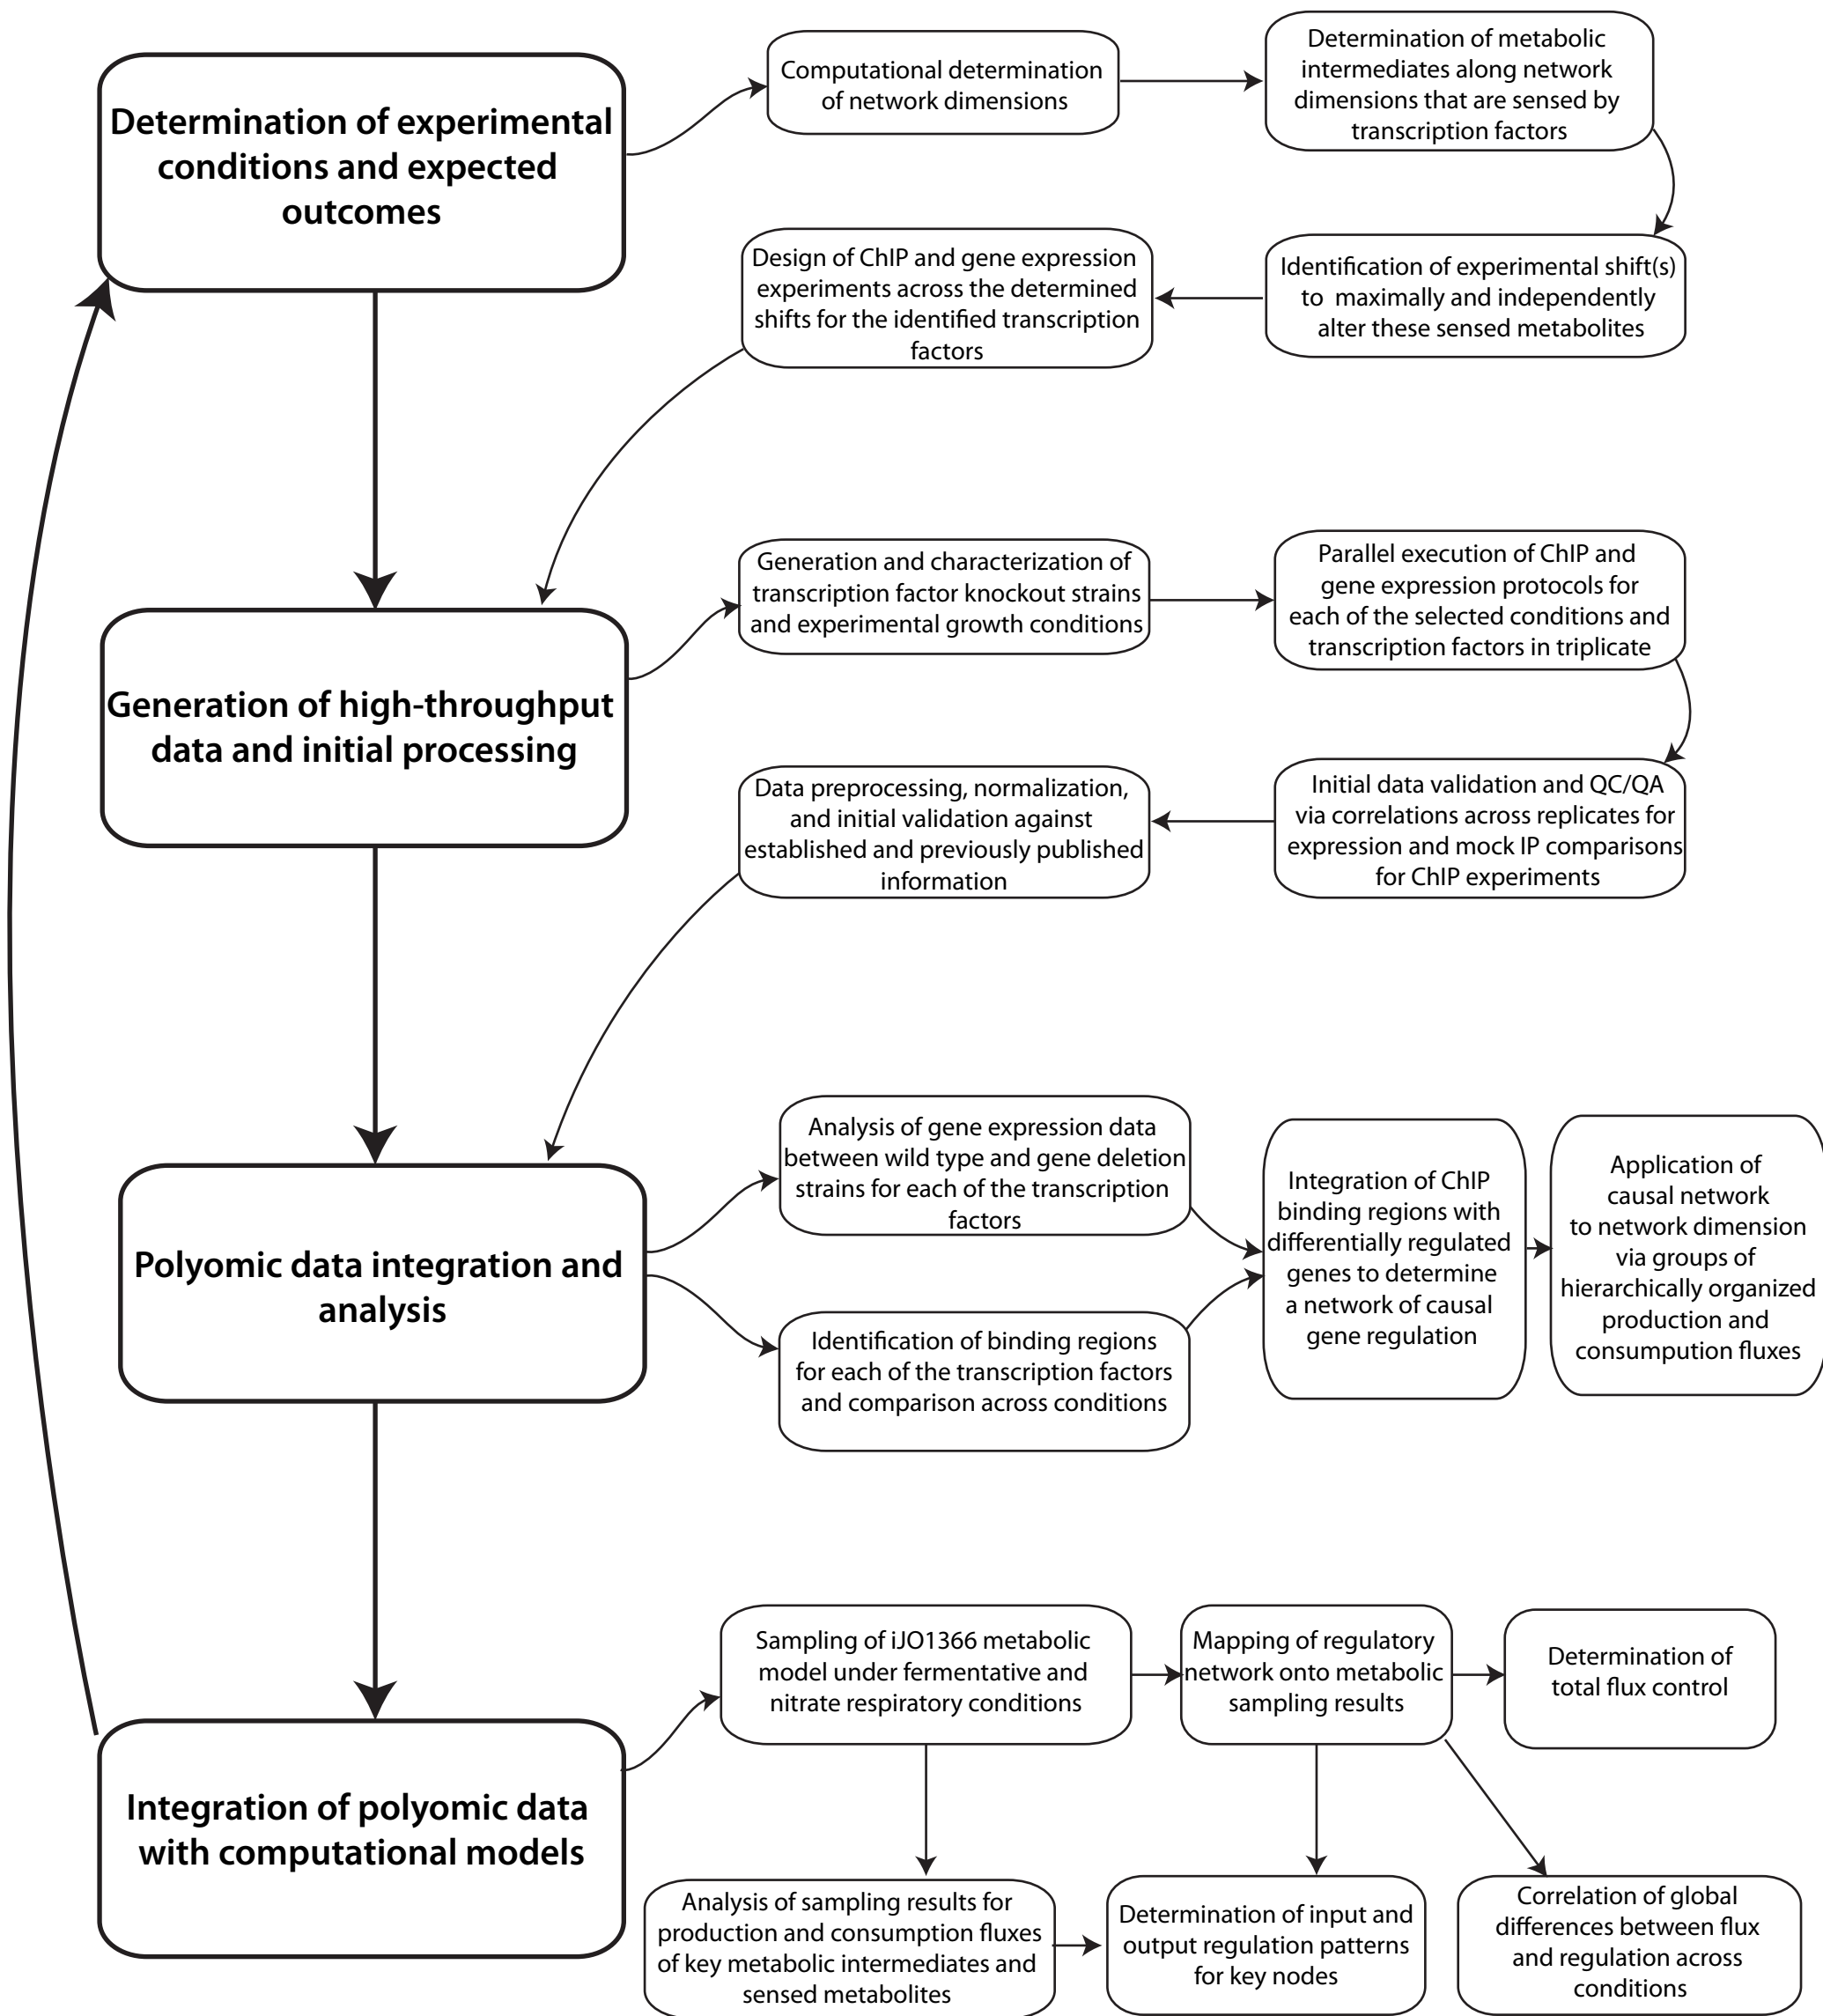 Determination of experimental
conditions and expected
outcomes
Computational determination
of network dimensions
Determination of metabolic
intermediates along network
dimensions that are sensed by
transcription factors
Identification of experimental shift(s)
to maximally and independently
alter these sensed metabolites
Design of ChIP and gene expression
experiments across the determined
shifts for the identified transcription
factors
Generation of high-throughput
data and initial processing
Generation and characterization of
transcription factor knockout strains
and experimental growth conditions
Parallel execution of ChIP and
gene expression protocols for
each of the selected conditions and
transcription factors in triplicate
Initial data validation and QC/QA
via correlations across replicates for
expression and mock IP comparisons
for ChIP experiments
Data preprocessing, normalization,
and initial validation against
established and previously published
information
Polyomic data integration and
analysis
Analysis of gene expression data
between wild type and gene deletion
strains for each of the transcription
factors
Identification of binding regions
for each of the transcription factors
and comparison across conditions
Integration of ChIP
binding regions with
differentially regulated
genes to determine
a network of causal
gene regulation
Application of
causal network
to network dimension
via groups of
hierarchically organized
production and
consumpution fluxes
Integration of polyomic data
with computational models
Sampling of iJO1366 metabolic
model under fermentative and
nitrate respiratory conditions
Mapping of regulatory
network onto metabolic
sampling results
Determination of
total flux control
Analysis of sampling results for
production and consumption fluxes
of key metabolic intermediates and
sensed metabolites
Determination of input and
output regulation patterns
for key nodes
Correlation of global
differences between flux
and regulation across
conditions